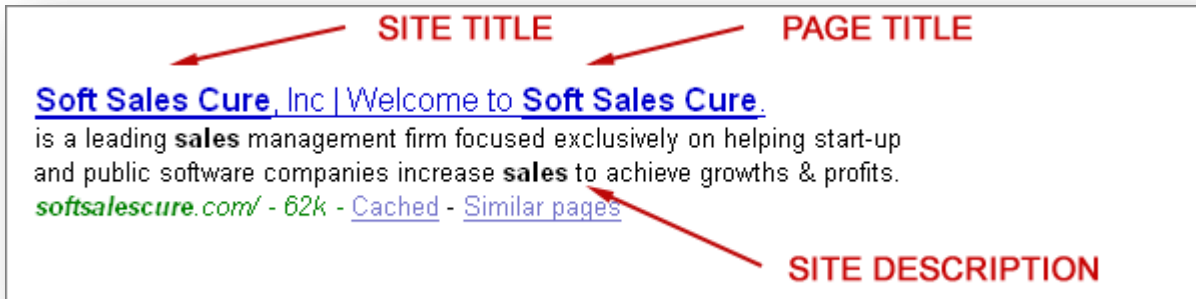 SITE TITLE PAGE TITLE
Soft Sales Cure, Inc | Welcome to Soft Sales Cure.
is a leading sales management firm focused exclusively on helping start-up
and public software companies increase sales to achieve growths & profits.
softsalescure.com/ - 62k - Cached - Similar pages
SITE DESCRIPTION